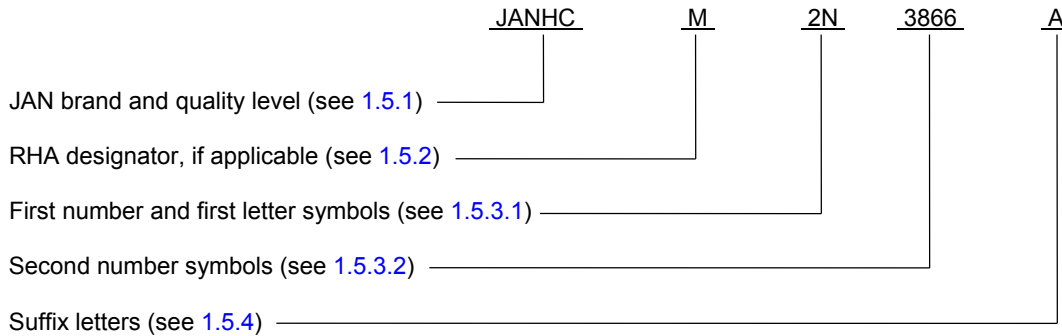 JANHC M 2N 3866 A
JAN brand and quality level (see 1.5.1)
RHA designator, if applicable (see 1.5.2)
First number and first letter symbols (see 1.5.3.1)
Second number symbols (see 1.5.3.2)
Suffix letters (see 1.5.4)